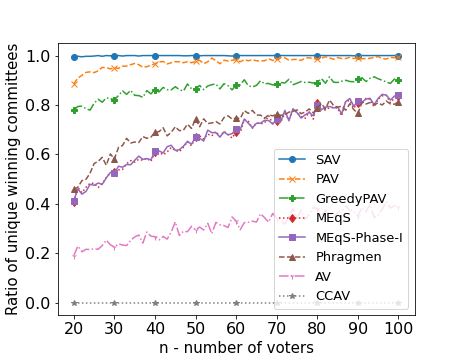 Ratio of unique winning committees
1.0
0.8
0.6
0.4
0.2
0.0
20 30 40 50 60 70 80 90 100
n - number of voters
SAV
PAV
GreedyPAV
MEqS
MEqS-Phase-I
Phragmen
AV
CCAV